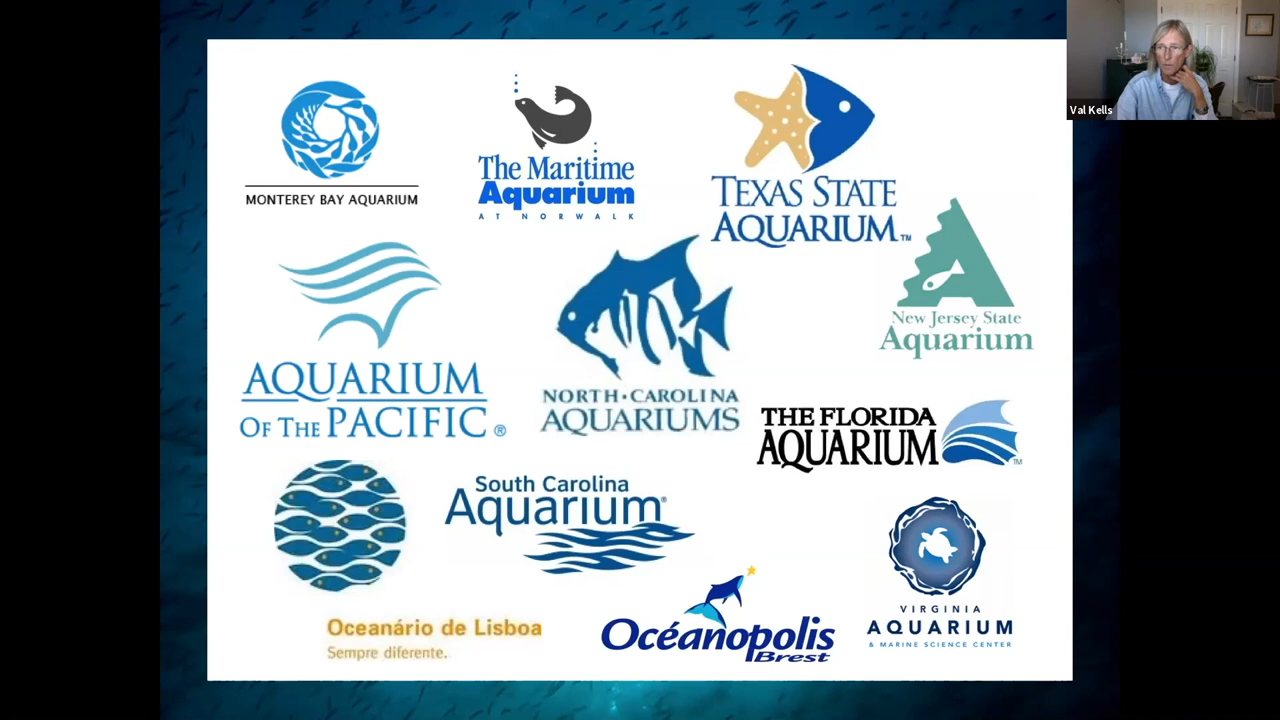 Val Kells
MONTEREY BAY AQUARIUM
The Maritime
Aquarium
AT NORWALK
TEXAS STATE
AQUARIUM™
New Jersey State
Aquarium
AQUARIUM
OF THE PACIFIC®
NORTH • CAROLINA
AQUARIUMS
THE FLORIDA
AQUARIUM
TM
South Carolina
Aquarium®
Oceanário de Lisboa
Sempre diferente.
Océanopolis
Brest
VIRGINIA
AQUARIUM
& MARINE SCIENCE CENTER